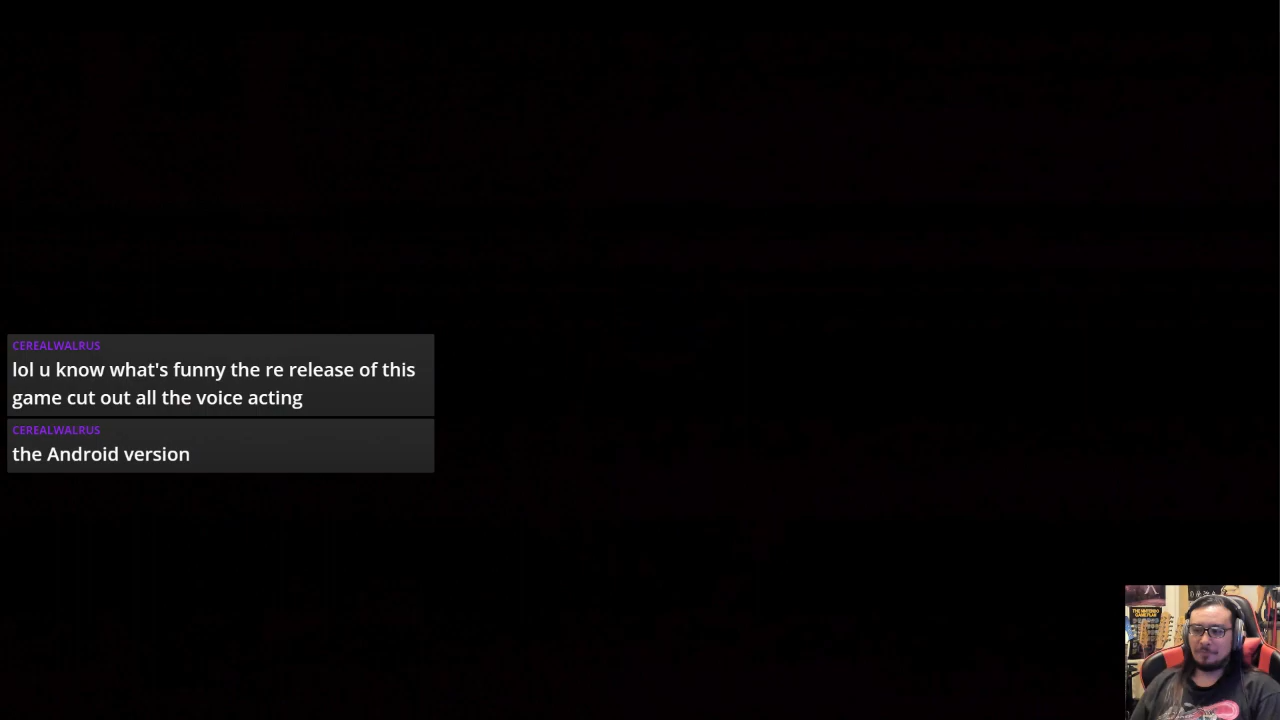 CEREALWALRUS
lol u know what's funny the re release of this
game cut out all the voice acting
CEREALWALRUS
the Android version